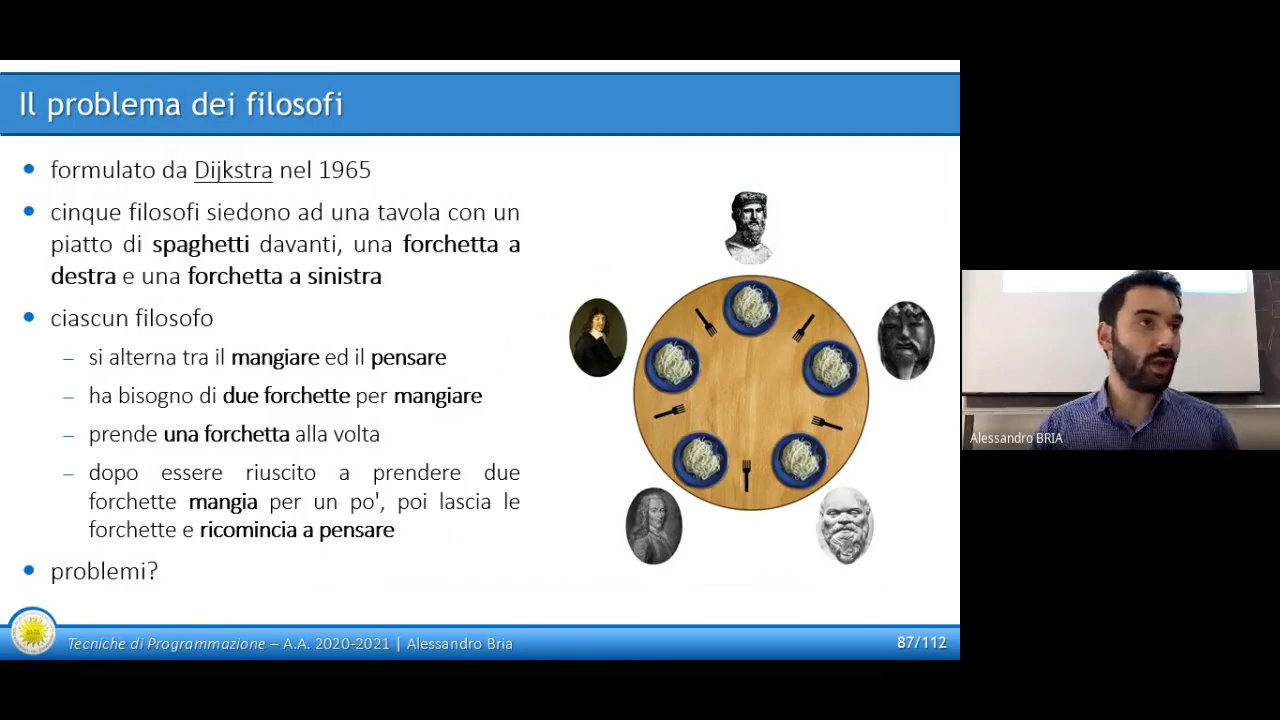 Il problema dei filosofi
formulato da Dijkstra nel 1965
cinque filosofi siedono ad una tavola con un
piatto di spaghetti davanti, una forchetta a
destra e una forchetta a sinistra
ciascun filosofo
– si alterna tra il mangiare ed il pensare
– ha bisogno di due forchette per mangiare
– prende una forchetta alla volta
– dopo essere riuscito a prendere due
forchette mangia per un po', poi lascia le
forchette e ricomincia a pensare
problemi?
Alessandro BRIA
Tecniche di Programmazione – A.A. 2020-2021 | Alessandro Bria
87/112